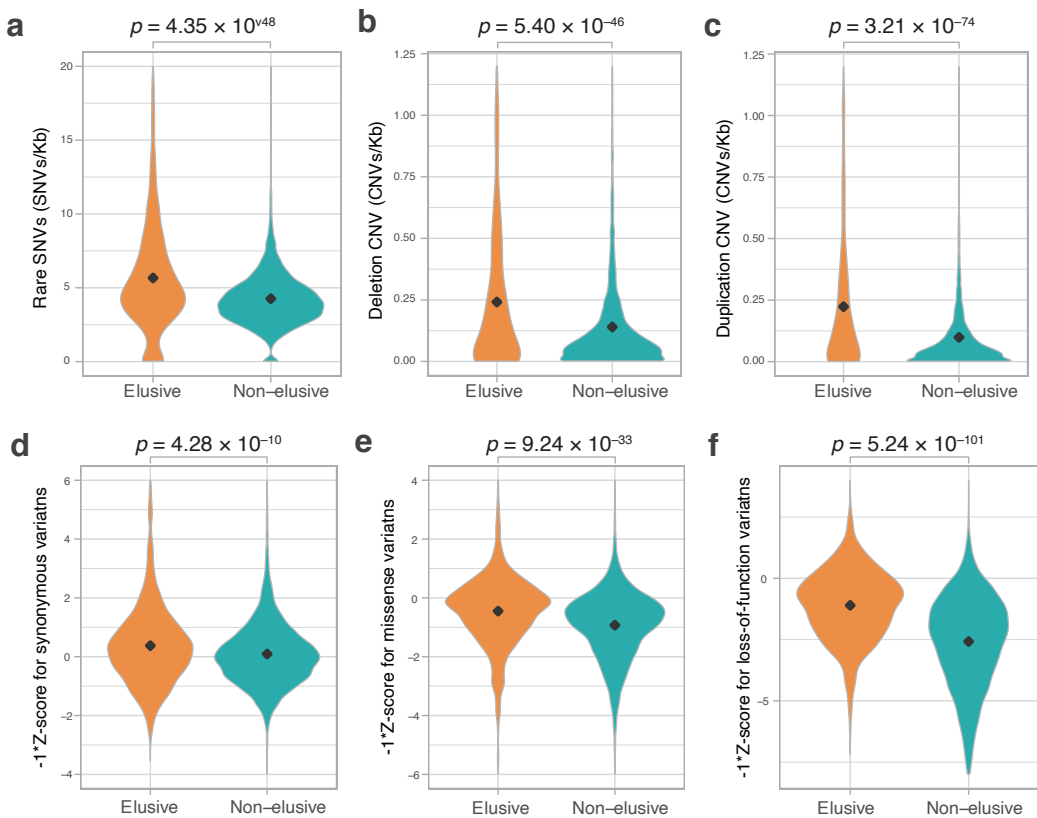 a
p = 4.35 × 10ᵛ⁴⁸
Rare SNVs (SNVs/Kb)
20
15
10
5
0
Elusive
Non–elusive
b
p = 5.40 × 10⁻⁴⁶
Deletion CNV (CNVs/Kb)
1.25
1.00
0.75
0.50
0.25
0.00
Elusive
Non–elusive
c
p = 3.21 × 10⁻⁷⁴
Duplication CNV (CNVs/Kb)
1.25
1.00
0.75
0.50
0.25
0.00
Elusive
Non–elusive
d
p = 4.28 × 10⁻¹⁰
-1*Z-score for synonymous variatns
6
4
2
0
−2
−4
Elusive
Non–elusive
e
p = 9.24 × 10⁻³³
-1*Z-score for missense variatns
4
2
0
−2
−4
−6
Elusive
Non–elusive
f
p = 5.24 × 10⁻¹⁰¹
-1*Z-score for loss-of-function variatns
0
−5
Elusive
Non–elusive